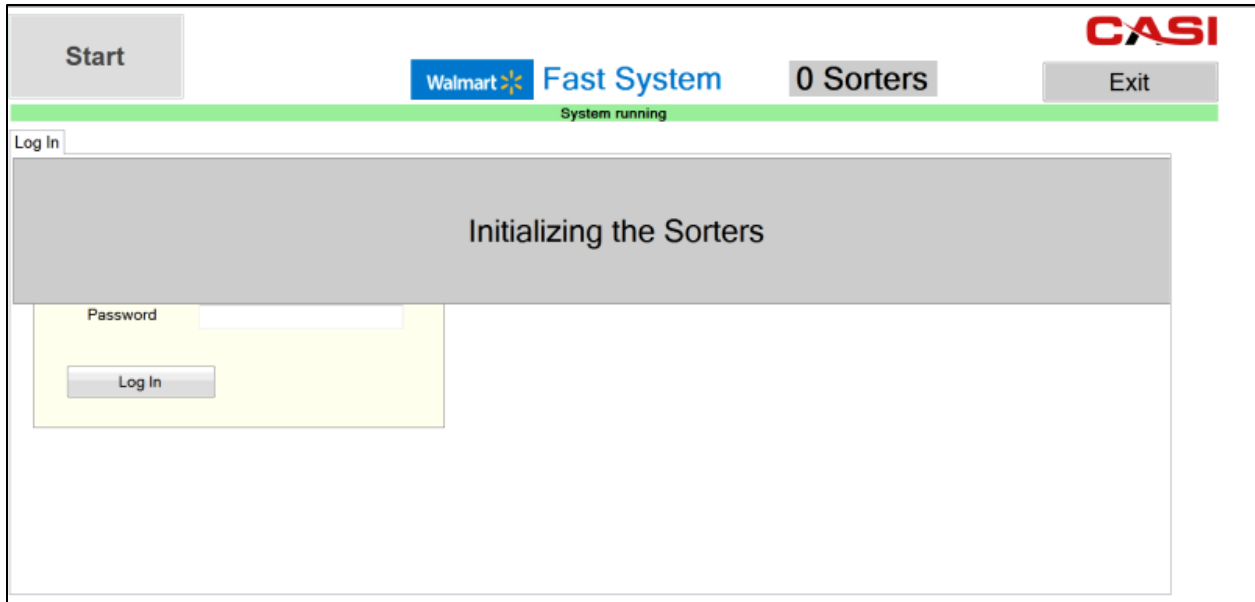 CASI
Start
Walmart Fast System 0 Sorters Exit
System running
Log In
Initializing the Sorters
Password
Log In